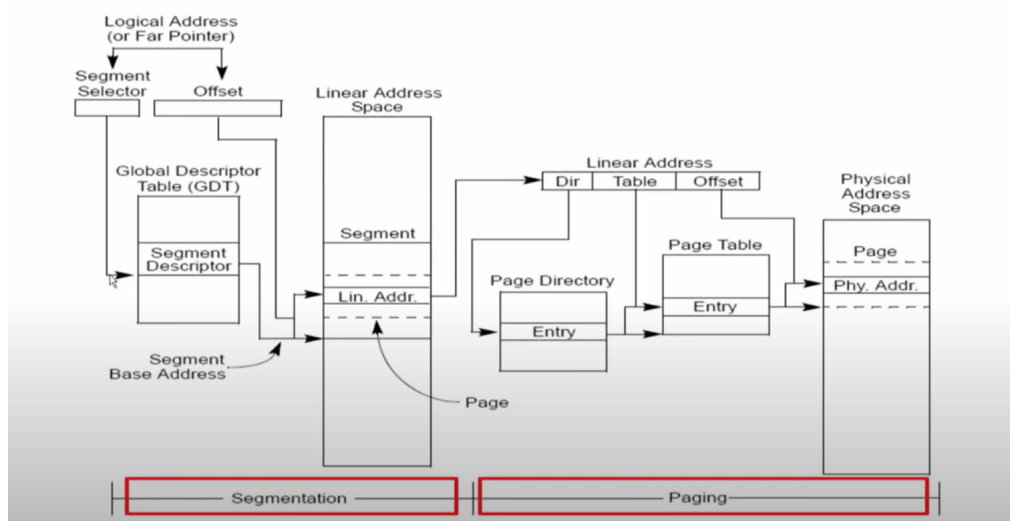 Logical Address
(or Far Pointer)
Segment
Selector
Offset
Linear Address
Space
Global Descriptor
Table (GDT)
Segment
Descriptor
Segment
Lin. Addr.
Segment
Base Address
Page
Linear Address
Dir
Table
Offset
Page Directory
Entry
Page Table
Entry
Physical
Address
Space
Page
Phy. Addr.
Segmentation
Paging